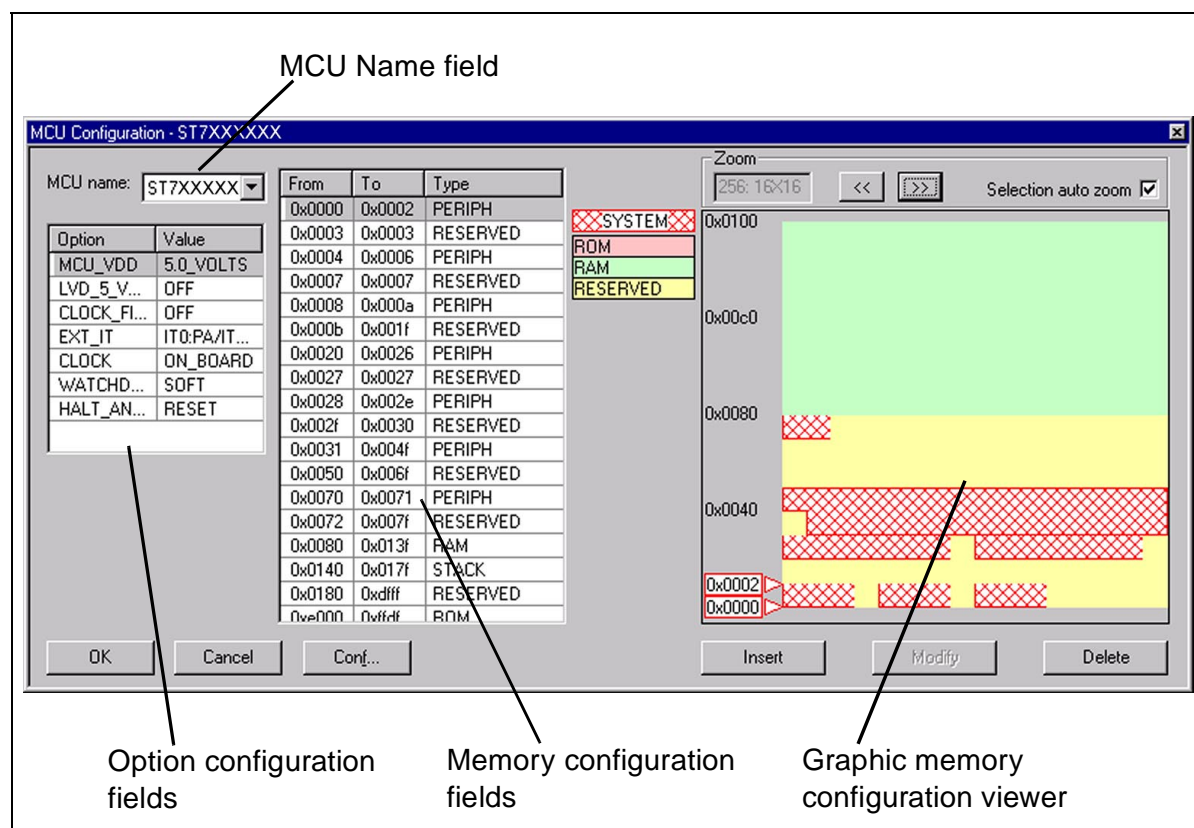 MCU Name field
MCU Configuration - ST7XXXXXX
MCU name: ST7XXXXX
Option Value
MCU_VDD 5.0_VOLTS
LVD_5_V... OFF
CLOCK_FI... OFF
EXT_IT IT0:PA/IT...
CLOCK ON_BOARD
WATCHD... SOFT
HALT_AN... RESET
From To Type
0x0000 0x0002 PERIPH
0x0003 0x0003 RESERVED
0x0004 0x0006 PERIPH
0x0007 0x0007 RESERVED
0x0008 0x000a PERIPH
0x000b 0x001f RESERVED
0x0020 0x0026 PERIPH
0x0027 0x0027 RESERVED
0x0028 0x002e PERIPH
0x002f 0x0030 RESERVED
0x0031 0x004f PERIPH
0x0050 0x006f RESERVED
0x0070 0x0071 PERIPH
0x0072 0x007f RESERVED
0x0080 0x013f RAM
0x0140 0x017f STACK
0x0180 0xdfff RESERVED
0xe000 0xffdf ROM
SYSTEM
ROM
RAM
RESERVED
Zoom
256: 16X16 << >> Selection auto zoom
0x0100
0x00c0
0x0080
0x0040
0x0002
0x0000
OK Cancel Conf... Insert Modify Delete
Option configuration
fields
Memory configuration
fields
Graphic memory
configuration viewer